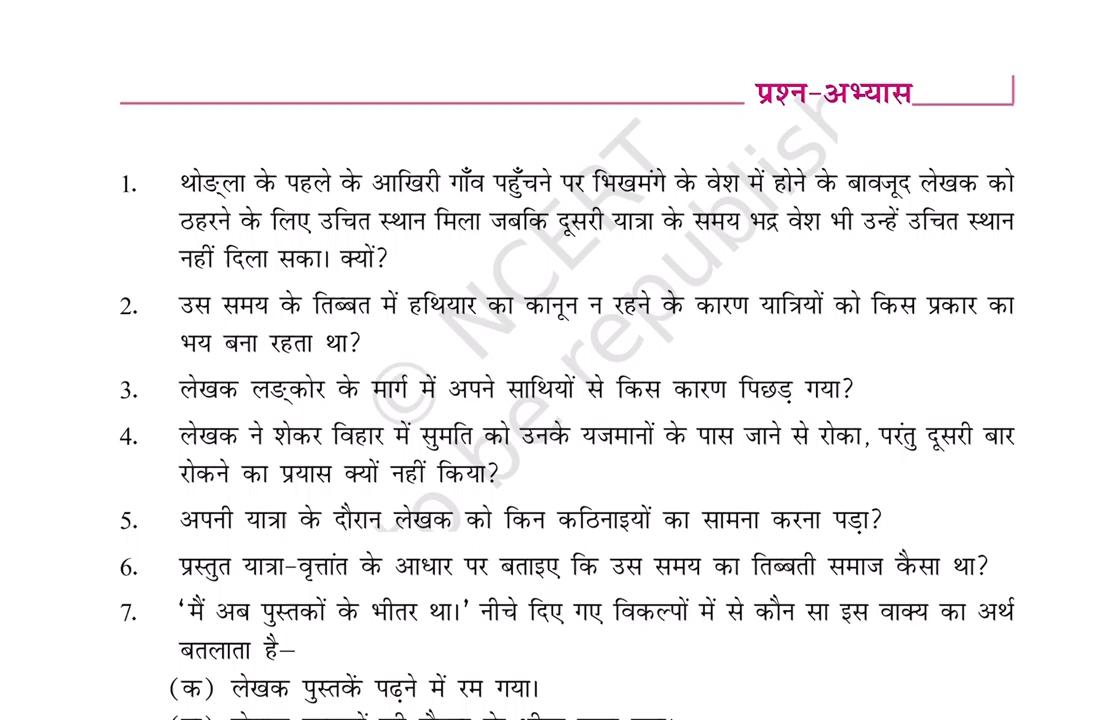 प्रश्न-अभ्यास
1. थोङ्ला के पहले के आखिरी गाँव पहुँचने पर भिखमंगे के वेश में होने के बावजूद लेखक को
ठहरने के लिए उचित स्थान मिला जबकि दूसरी यात्रा के समय भद्र वेश भी उन्हें उचित स्थान
नहीं दिला सका। क्यों?
2. उस समय के तिब्बत में हथियार का कानून न रहने के कारण यात्रियों को किस प्रकार का
भय बना रहता था?
3. लेखक लङ्कोर के मार्ग में अपने साथियों से किस कारण पिछड़ गया?
4. लेखक ने शेकर विहार में सुमति को उनके यजमानों के पास जाने से रोका, परंतु दूसरी बार
रोकने का प्रयास क्यों नहीं किया?
5. अपनी यात्रा के दौरान लेखक को किन कठिनाइयों का सामना करना पड़ा?
6. प्रस्तुत यात्रा-वृत्तांत के आधार पर बताइए कि उस समय का तिब्बती समाज कैसा था?
7. ‘मैं अब पुस्तकों के भीतर था।’ नीचे दिए गए विकल्पों में से कौन सा इस वाक्य का अर्थ
बतलाता है–
(क) लेखक पुस्तकें पढ़ने में रम गया।
© NCERT
be republish